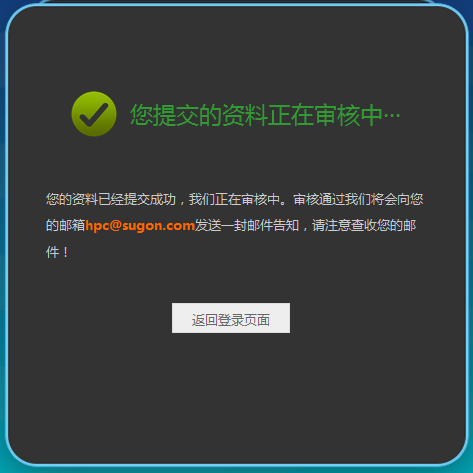 您提交的资料正在审核中···
您的资料已经提交成功，我们正在审核中。审核通过我们将会向您
的邮箱hpc@sugon.com发送一封邮件告知，请注意查收您的邮
件！
返回登录页面